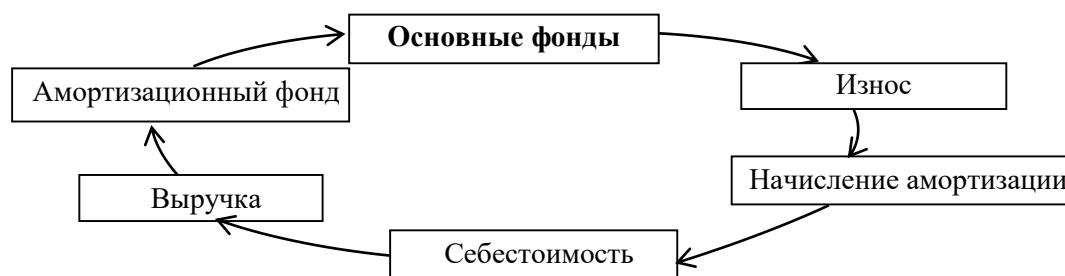 Основные фонды
Износ
Начисление амортизации
Себестоимость
Выручка
Амортизационный фонд